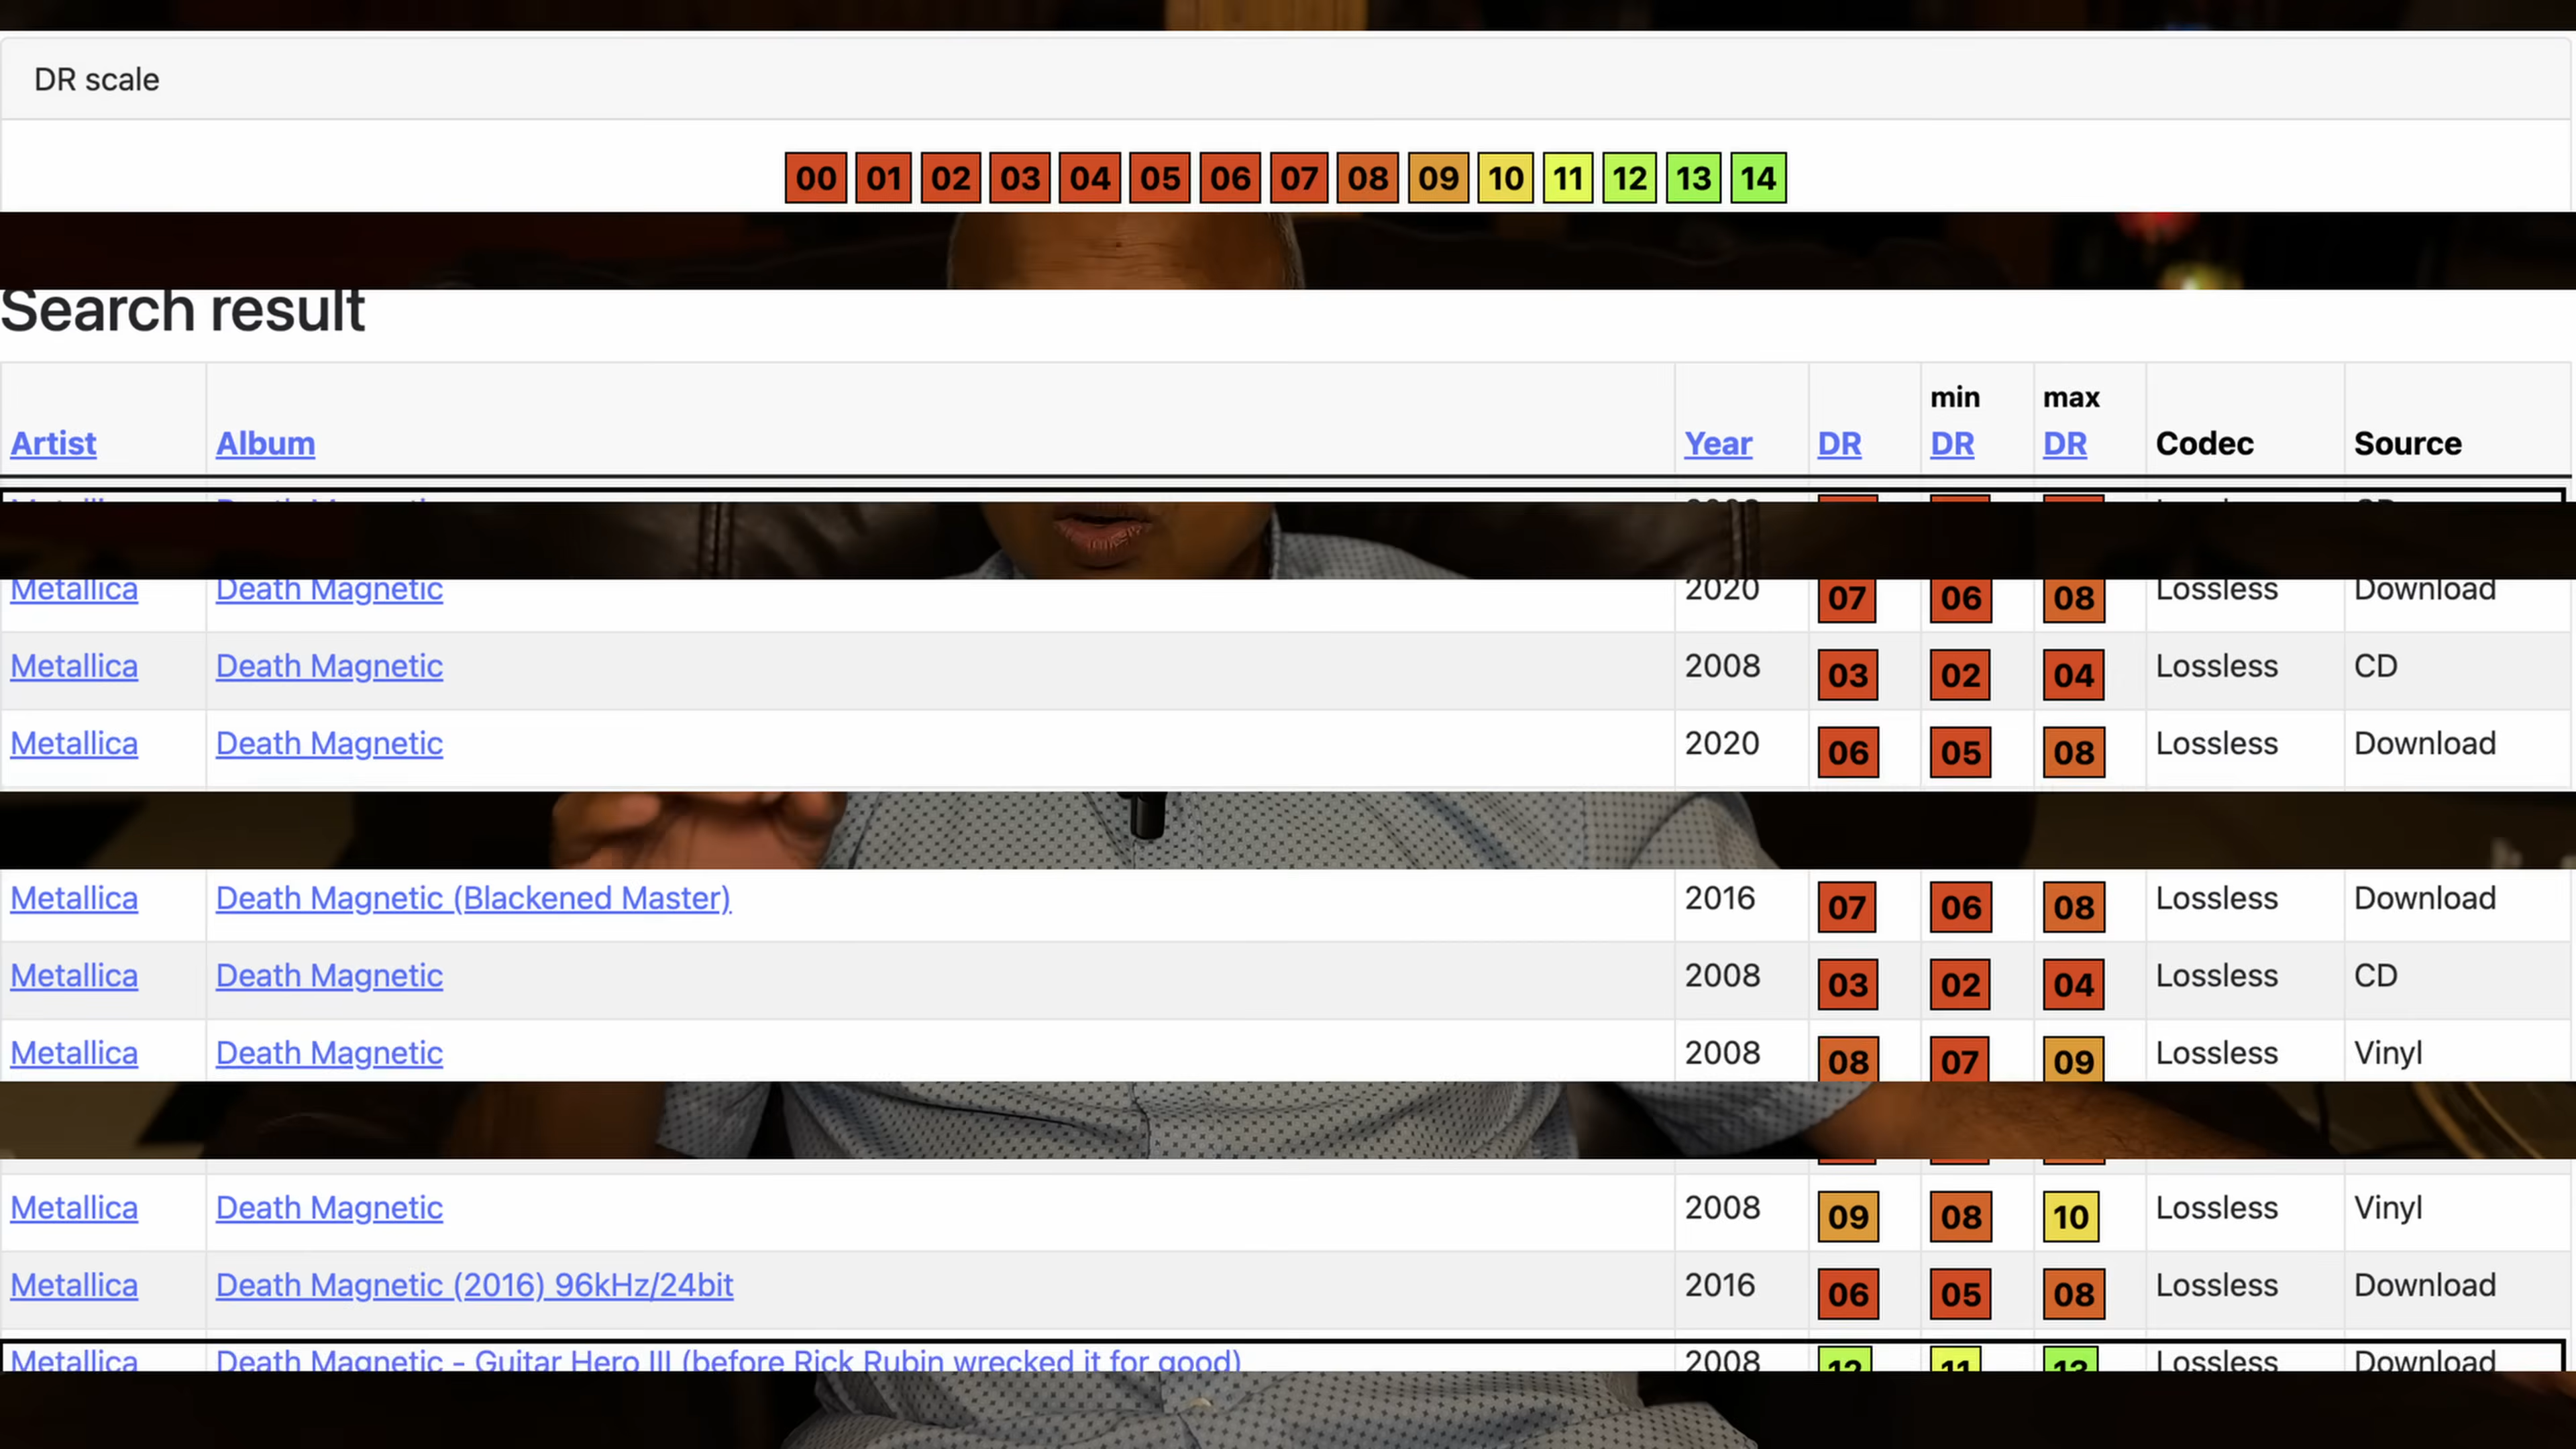 DR scale
00 01 02 03 04 05 06 07 08 09 10 11 12 13 14
Search result
Artist Album Year min DR max DR Codec Source
DR
Metallica Death Magnetic 2020 07 06 08 Lossless Download
Metallica Death Magnetic 2008 03 02 04 Lossless CD
Metallica Death Magnetic 2020 06 05 08 Lossless Download
Metallica Death Magnetic (Blackened Master) 2016 07 06 08 Lossless Download
Metallica Death Magnetic 2008 03 02 04 Lossless CD
Metallica Death Magnetic 2008 08 07 09 Lossless Vinyl
Metallica Death Magnetic 2008 09 08 10 Lossless Vinyl
Metallica Death Magnetic (2016) 96kHz/24bit 2016 06 05 08 Lossless Download
Metallica Death Magnetic - Guitar Hero III (before Rick Rubin wrecked it for good) 2008 12 11 13 Lossless Download